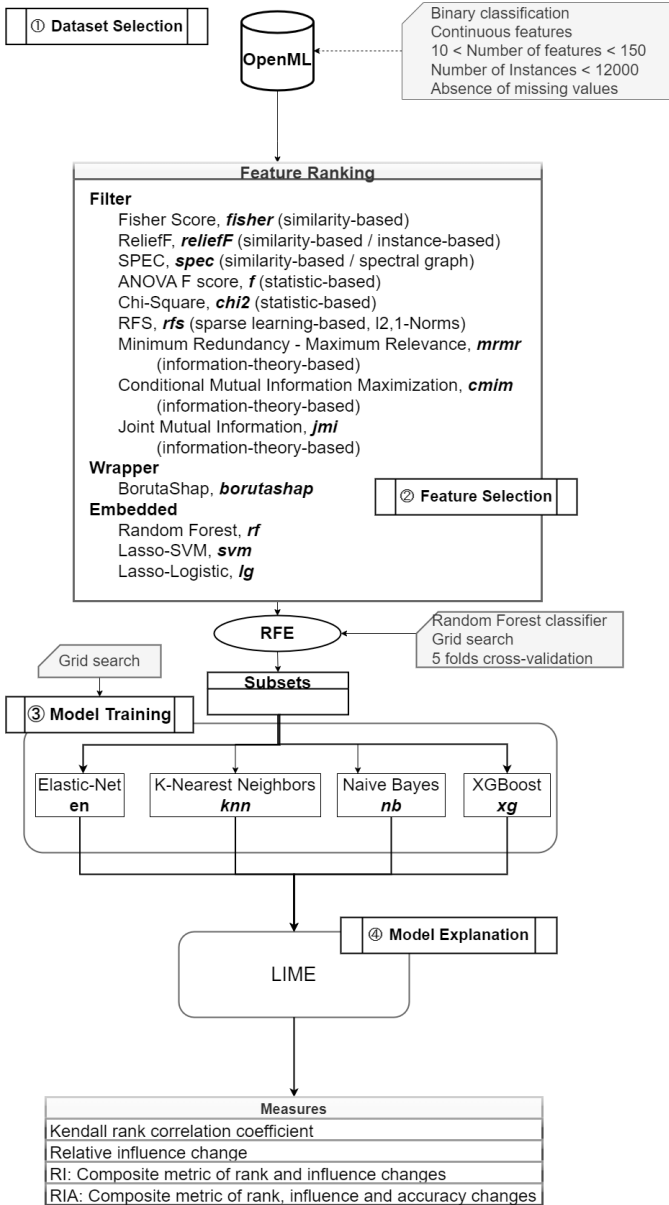 ① Dataset Selection
OpenML
Binary classification
Continuous features
10 < Number of features < 150
Number of Instances < 12000
Absence of missing values
Feature Ranking
Filter
Fisher Score, fisher (similarity-based)
ReliefF, reliefF (similarity-based / instance-based)
SPEC, spec (similarity-based / spectral graph)
ANOVA F score, f (statistic-based)
Chi-Square, chi2 (statistic-based)
RFS, rfs (sparse learning-based, l2,1-Norms)
Minimum Redundancy - Maximum Relevance, mrmr
(information-theory-based)
Conditional Mutual Information Maximization, cmim
(information-theory-based)
Joint Mutual Information, jmi
(information-theory-based)
Wrapper
BorutaShap, borutashap
Embedded
Random Forest, rf
Lasso-SVM, svm
Lasso-Logistic, lg
② Feature Selection
RFE
Random Forest classifier
Grid search
5 folds cross-validation
Subsets
Grid search
③ Model Training
Elastic-Net
en
K-Nearest Neighbors
knn
Naive Bayes
nb
XGBoost
xg
④ Model Explanation
LIME
Measures
Kendall rank correlation coefficient
Relative influence change
RI: Composite metric of rank and influence changes
RIA: Composite metric of rank, influence and accuracy changes